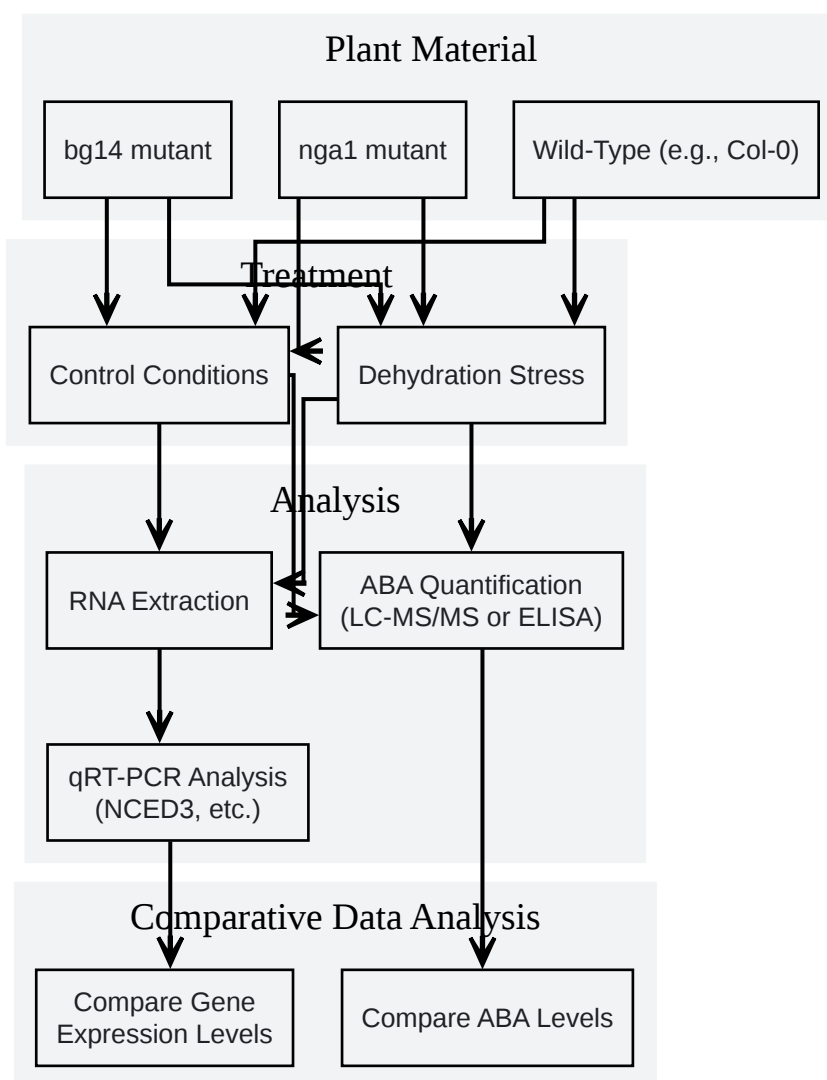 Plant Material
bg14 mutant
nga1 mutant
Wild-Type (e.g., Col-0)
Treatment
Control Conditions
Dehydration Stress
Analysis
RNA Extraction
ABA Quantification
(LC-MS/MS or ELISA)
qRT-PCR Analysis
(NCED3, etc.)
Comparative Data Analysis
Compare Gene
Expression Levels
Compare ABA Levels